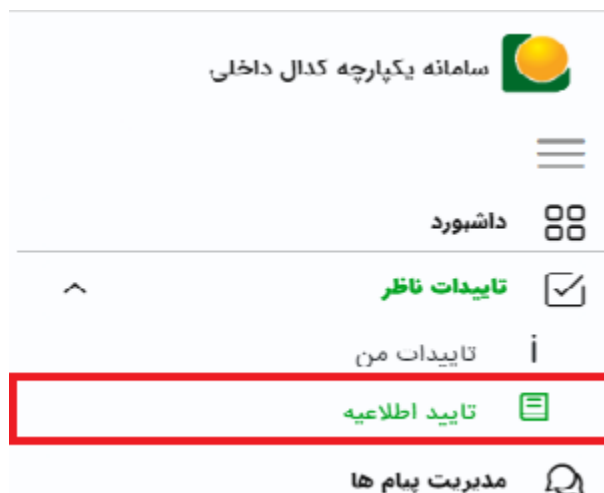 سامانه یکپارچه کدال داخلی
داشبورد
تاییدات ناظر
تاییدات من
تایید اطلاعیه
مدیریت پیام ها